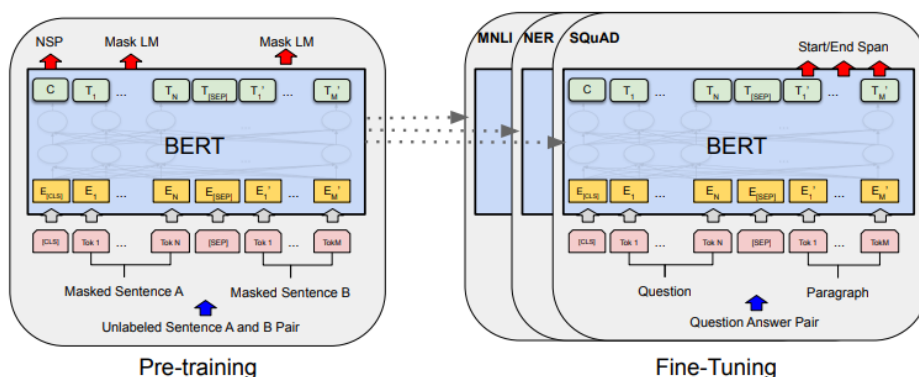 NSP Mask LM Mask LM
C T1 ... TN T[SEP] T1' ... TM'
BERT
E[CLS] E1 ... EN E[SEP] E1' ... EM'
[CLS] Tok 1 ... Tok N [SEP] Tok 1 ... TokM
Masked Sentence A Masked Sentence B
Unlabeled Sentence A and B Pair
Pre-training
MNLI NER SQuAD
Start/End Span
C T1 ... TN T[SEP] T1' ... TM'
BERT
E[CLS] E1 ... EN E[SEP] E1' ... EM'
[CLS] Tok 1 ... Tok N [SEP] Tok 1 ... TokM
Question Paragraph
Question Answer Pair
Fine-Tuning